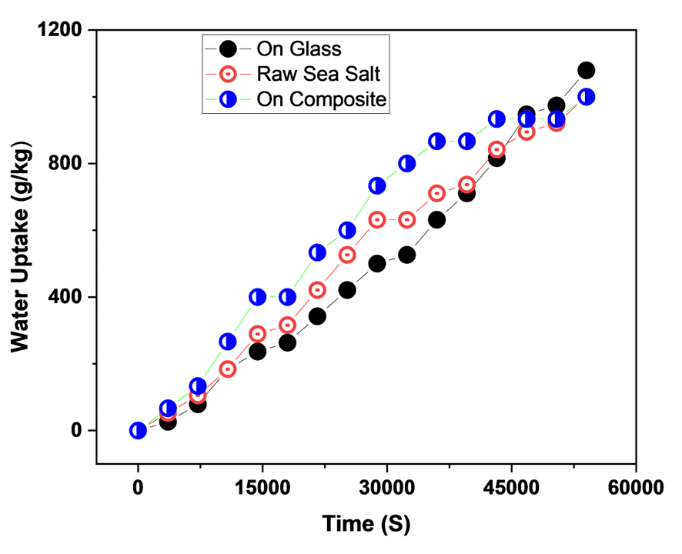 On Glass
Raw Sea Salt
On Composite
1200
800
400
0
Water Uptake (g/kg)
0 15000 30000 45000 60000
Time (S)